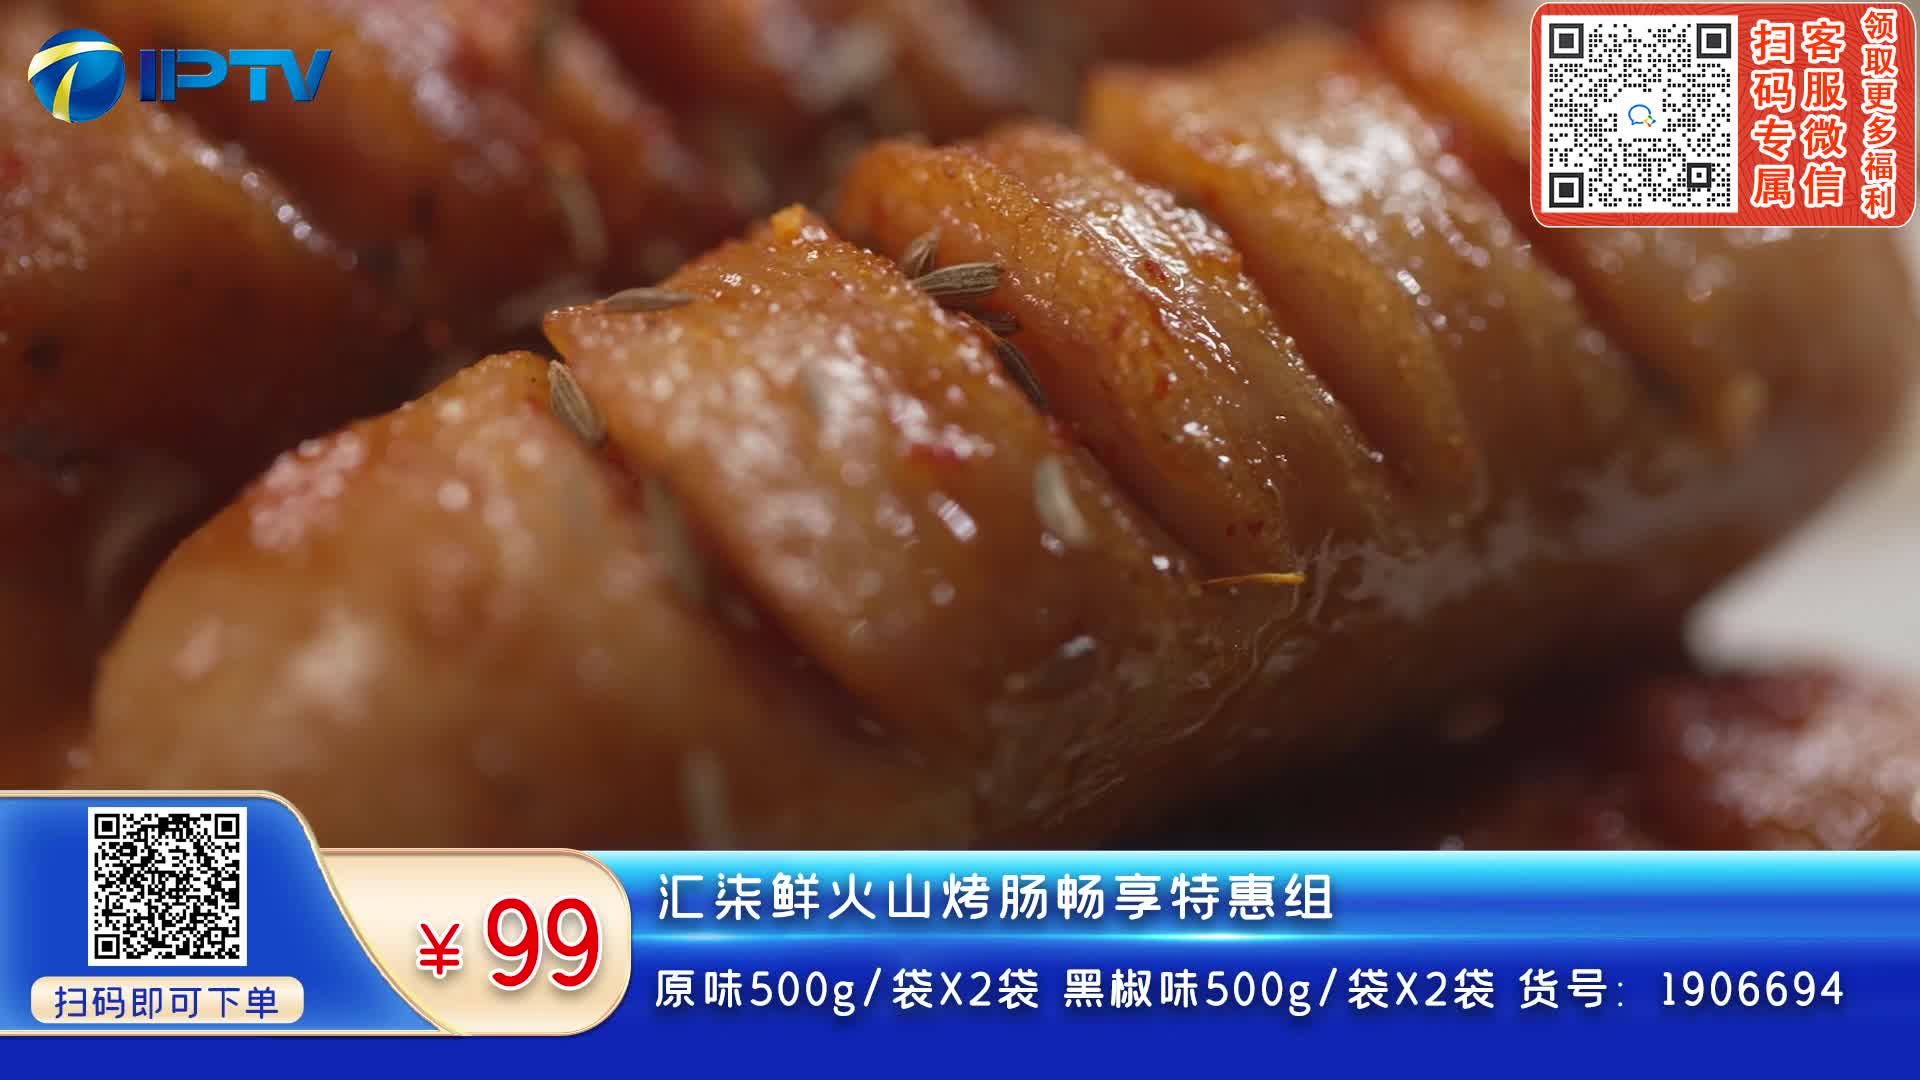 IPTV
扫码专属
客服微信
领取更多福利
汇柒鲜火山烤肠畅享特惠组
¥99
原味500g/袋X2袋 黑椒味500g/袋X2袋 货号：1906694
扫码即可下单